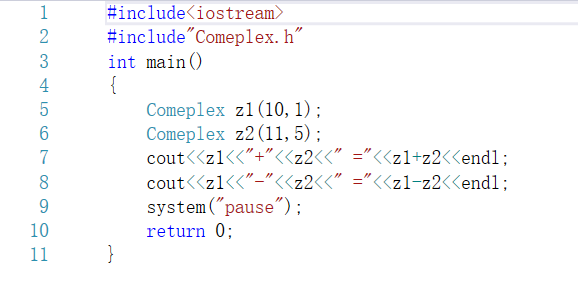 1 #include<iostream>
2 #include"Comeplex.h"
3 int main()
4 {
5 Comeplex z1(10,1);
6 Comeplex z2(11,5);
7 cout<<z1<<"+"<<z2<<" ="<<z1+z2<<endl;
8 cout<<z1<<"-"<<z2<<" ="<<z1-z2<<endl;
9 system("pause");
10 return 0;
11 }